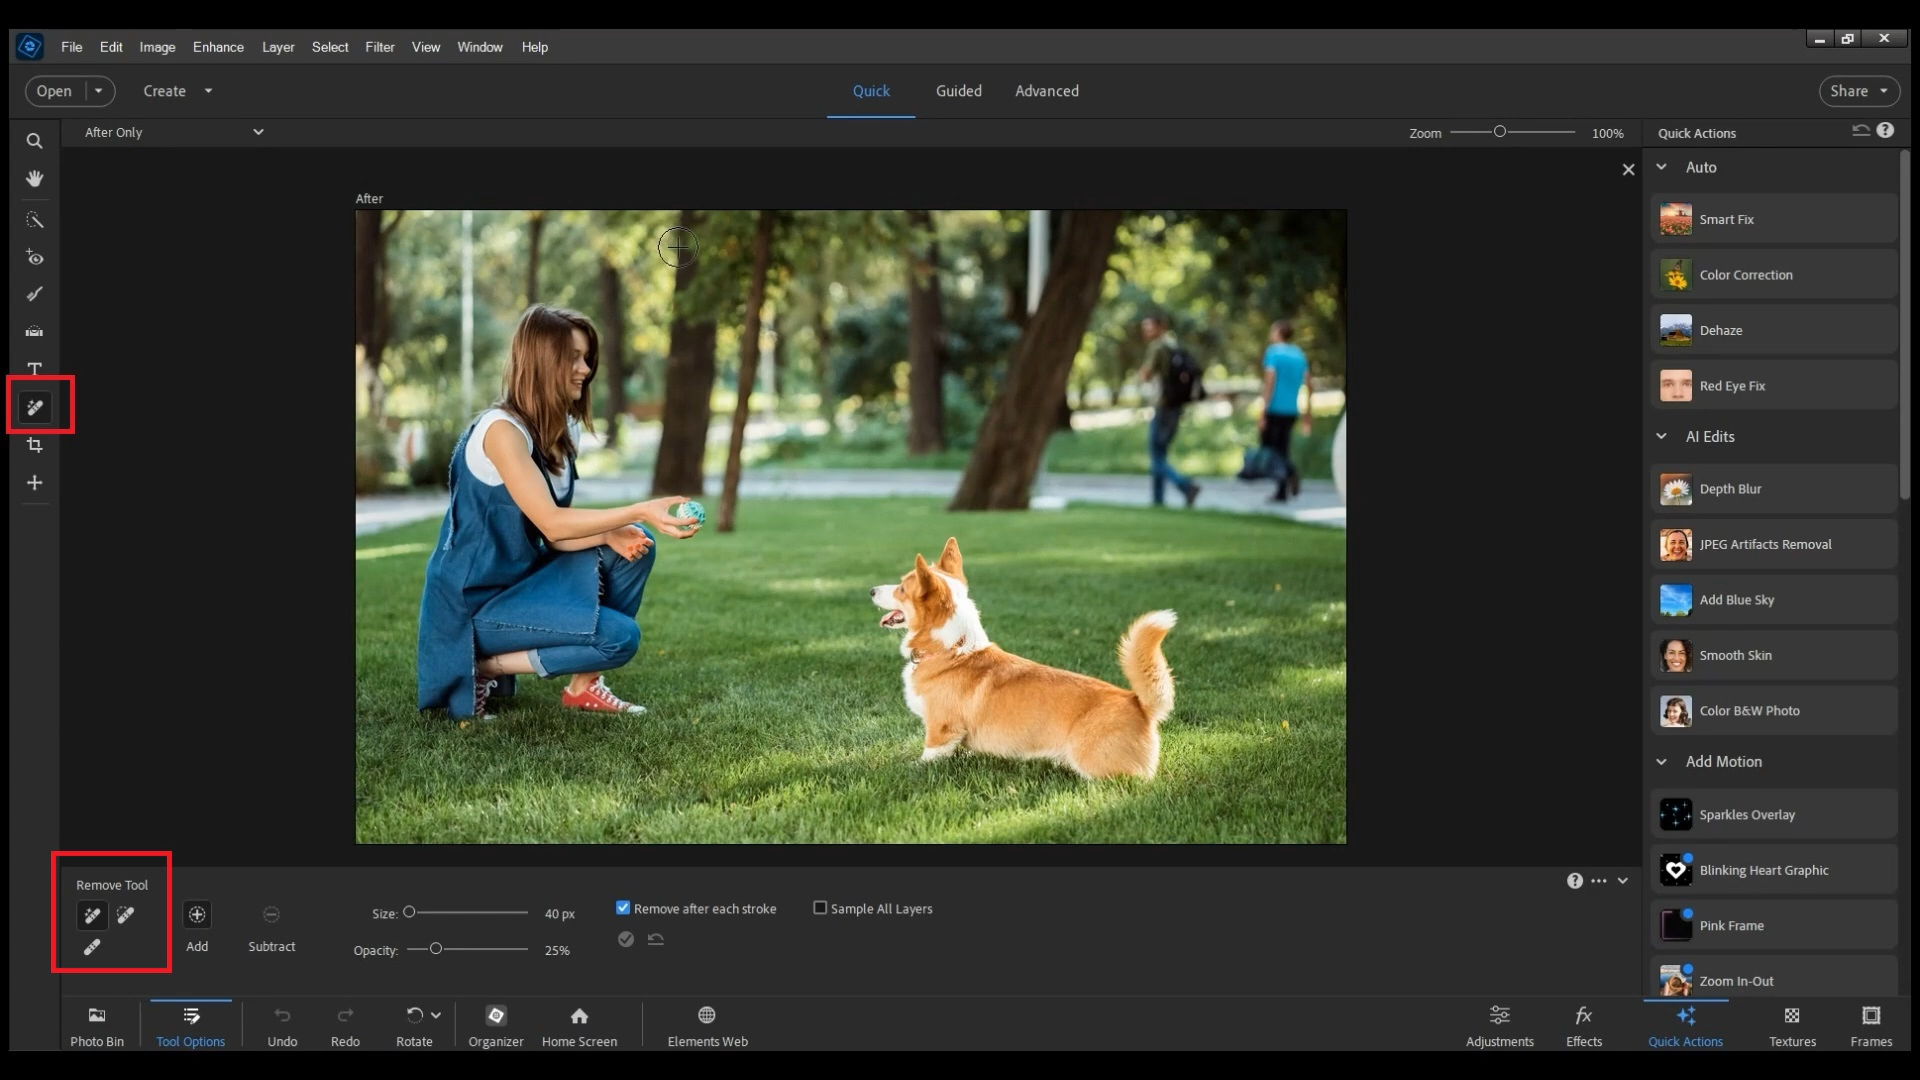 File Edit Image Enhance Layer Select Filter View Window Help
Open Create Quick Guided Advanced Share
After Only Zoom 100% Quick Actions
After
Auto
Smart Fix
Color Correction
Dehaze
Red Eye Fix
AI Edits
Depth Blur
JPEG Artifacts Removal
Add Blue Sky
Smooth Skin
Color B&W Photo
Add Motion
Sparkles Overlay
Blinking Heart Graphic
Pink Frame
Zoom In-Out
Remove Tool
Add Subtract
Size: 40 px
Opacity: 25%
Remove after each stroke Sample All Layers
Photo Bin Tool Options Undo Redo Rotate Organizer Home Screen Elements Web Adjustments Effects Quick Actions Textures Frames